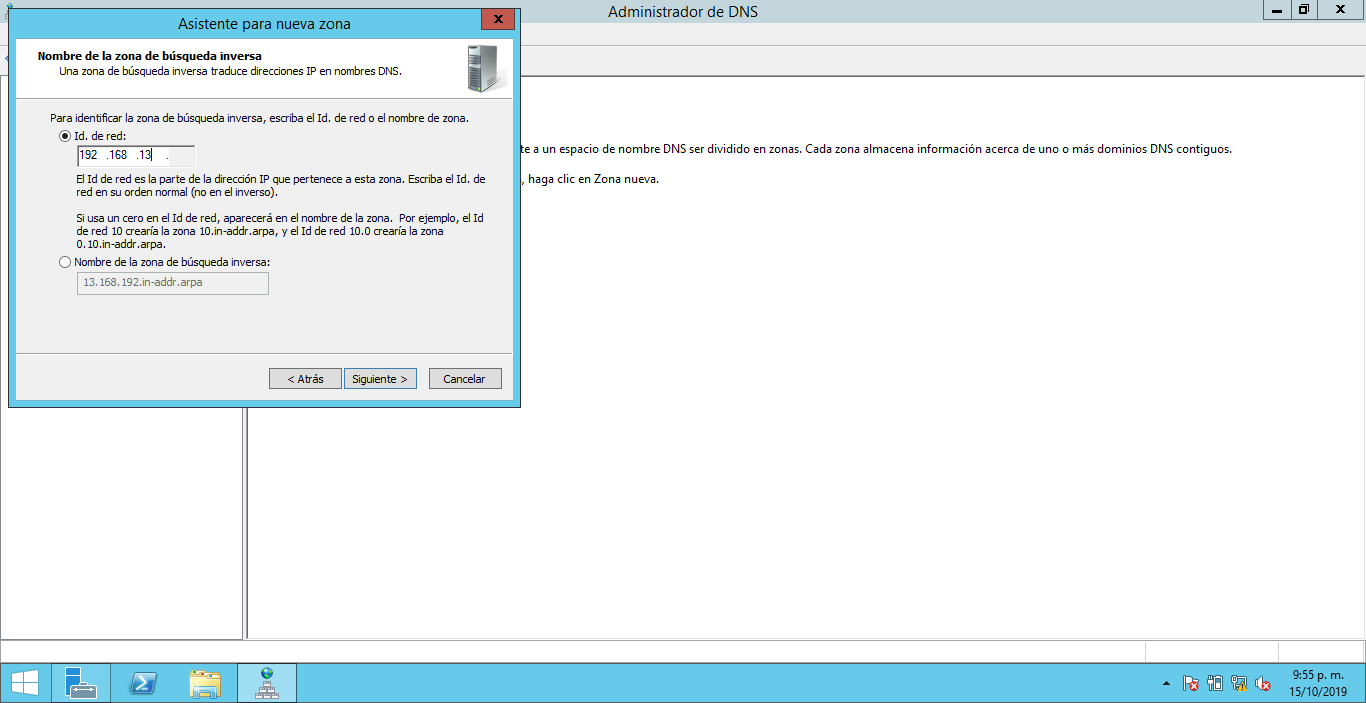 Administrador de DNS
Asistente para nueva zona
Nombre de la zona de búsqueda inversa
Una zona de búsqueda inversa traduce direcciones IP en nombres DNS.
Para identificar la zona de búsqueda inversa, escriba el Id. de red o el nombre de zona.
Id. de red:
192 .168 .13 .
El Id de red es la parte de la dirección IP que pertenece a esta zona. Escriba el Id. de
red en su orden normal (no en el inverso).
Si usa un cero en el Id de red, aparecerá en el nombre de la zona. Por ejemplo, el Id
de red 10 crearía la zona 10.in-addr.arpa, y el Id de red 10.0 crearía la zona
0.10.in-addr.arpa.
Nombre de la zona de búsqueda inversa:
13.168.192.in-addr.arpa
< Atrás
Siguiente >
Cancelar
te a un espacio de nombre DNS ser dividido en zonas. Cada zona almacena información acerca de uno o más dominios DNS contiguos.
, haga clic en Zona nueva.
9:55 p. m.
15/10/2019